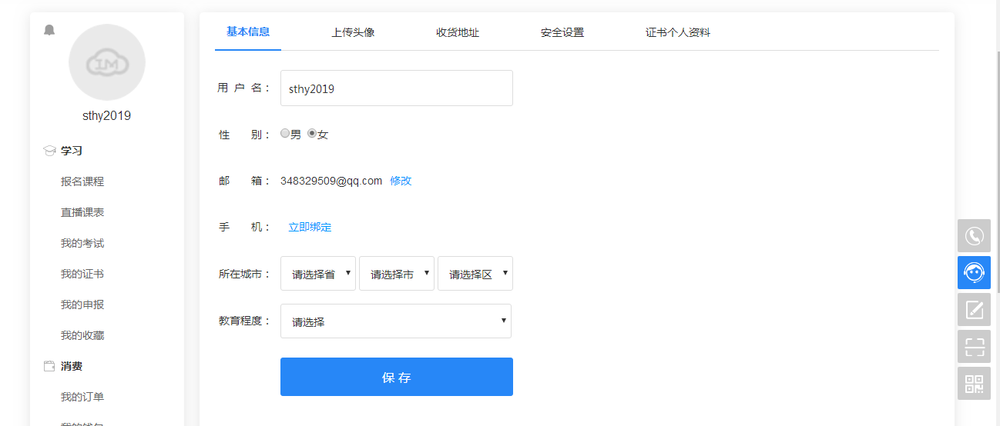 IM
sthy2019
学习
报名课程
直播课表
我的考试
我的证书
我的申报
我的收藏
消费
我的订单
基本信息 上传头像 收货地址 安全设置 证书个人资料
用 户 名： sthy2019
性 别： 男 女
邮 箱： 348329509@qq.com 修改
手 机： 立即绑定
所在城市： 请选择省 请选择市 请选择区
教育程度： 请选择
保 存